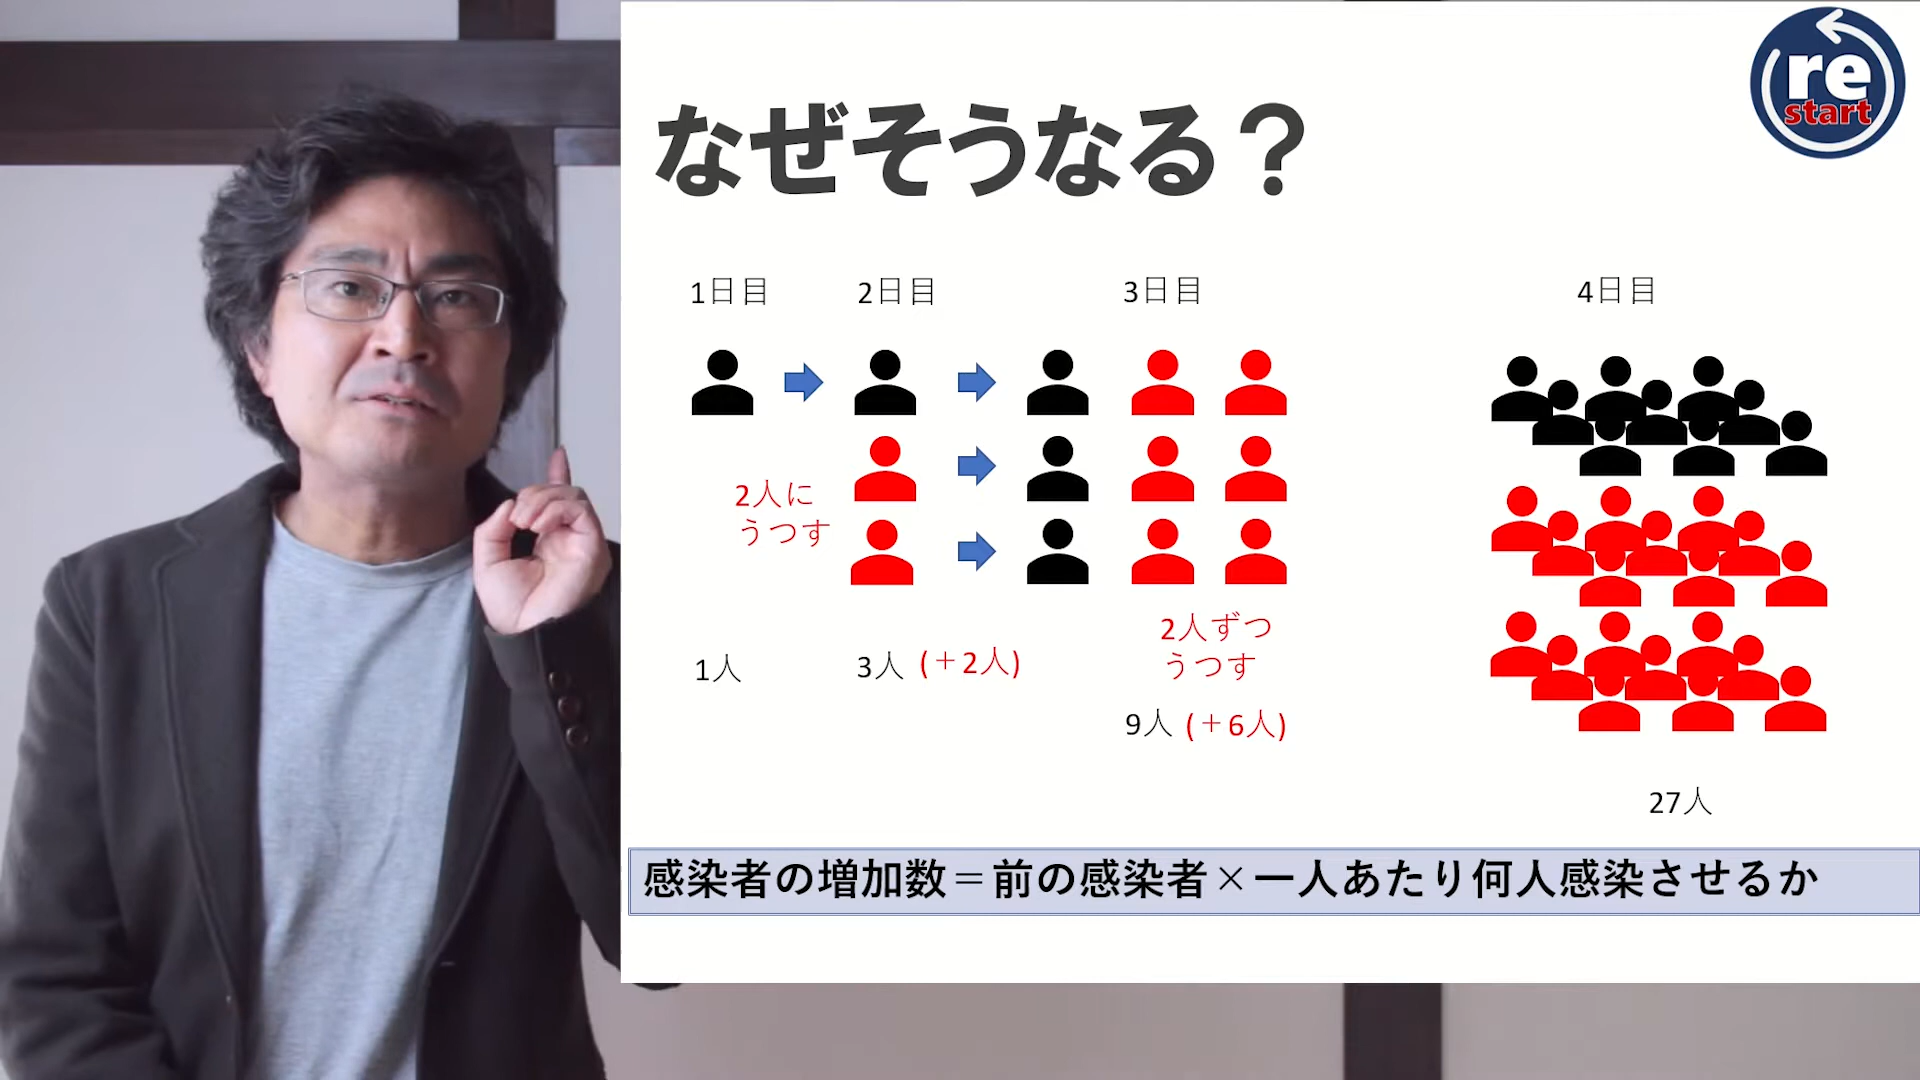 re
start
なぜそうなる？
1日目
2日目
3日目
4日目
2人に
うつす
2人ずつ
うつす
1人
3人 (＋2人)
9人 (＋6人)
27人
感染者の増加数＝前の感染者×一人あたり何人感染させるか